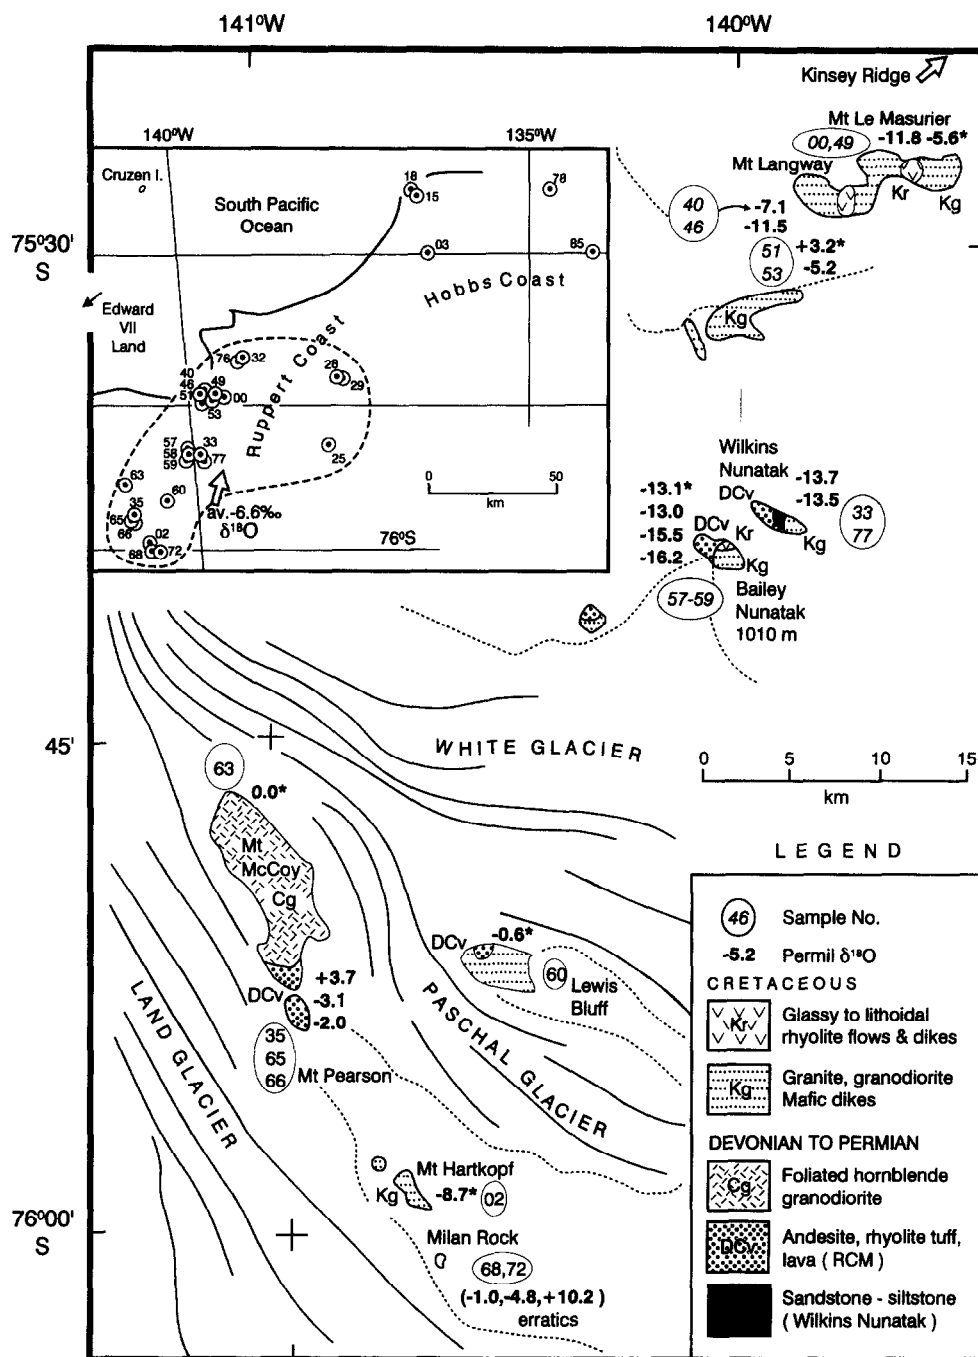 141ºW
140ºW
Kinsey Ridge
Mt Le Masurier
00,49
-11.8 -5.6*
Mt Langway
Kr
Kg
40
46
-7.1
-11.5
51
53
+3.2*
-5.2
Kg
75º30'
S
140ºW
135ºW
Cruzen I.
South Pacific
Ocean
18
15
78
03
85
Hobbs Coast
Edward
VII
Land
Ruppert Coast
76
32
28
29
40
46
51
49
00
53
57
58
59
33
77
25
63
60
35
65
66
02
68
72
av.-6.6‰
δ¹⁸O
0
50
km
76ºS
Wilkins
Nunatak
DCv
-13.7
-13.5
Kg
33
77
-13.1*
-13.0
-15.5
-16.2
DCv
Kr
Kg
57-59
Bailey
Nunatak
1010 m
45'
WHITE GLACIER
0 5 10 15
km
63
0.0*
Mt
McCoy
Cg
DCv
+3.7
-3.1
-2.0
35
65
66
Mt Pearson
DCv
-0.6*
60
Lewis
Bluff
LAND GLACIER
PASCHAL GLACIER
Mt Hartkopf
Kg
-8.7*
02
76º00'
S
Milan Rock
68,72
(-1.0,-4.8,+10.2 )
erratics
LEGEND
46
Sample No.
-5.2
Permil δ¹⁸O
CRETACEOUS
Kr
Glassy to lithoidal
rhyolite flows & dikes
Kg
Granite, granodiorite
Mafic dikes
DEVONIAN TO PERMIAN
Cg
Foliated hornblende
granodiorite
DCv
Andesite, rhyolite tuff,
lava ( RCM )
Sandstone - siltstone
( Wilkins Nunatak )